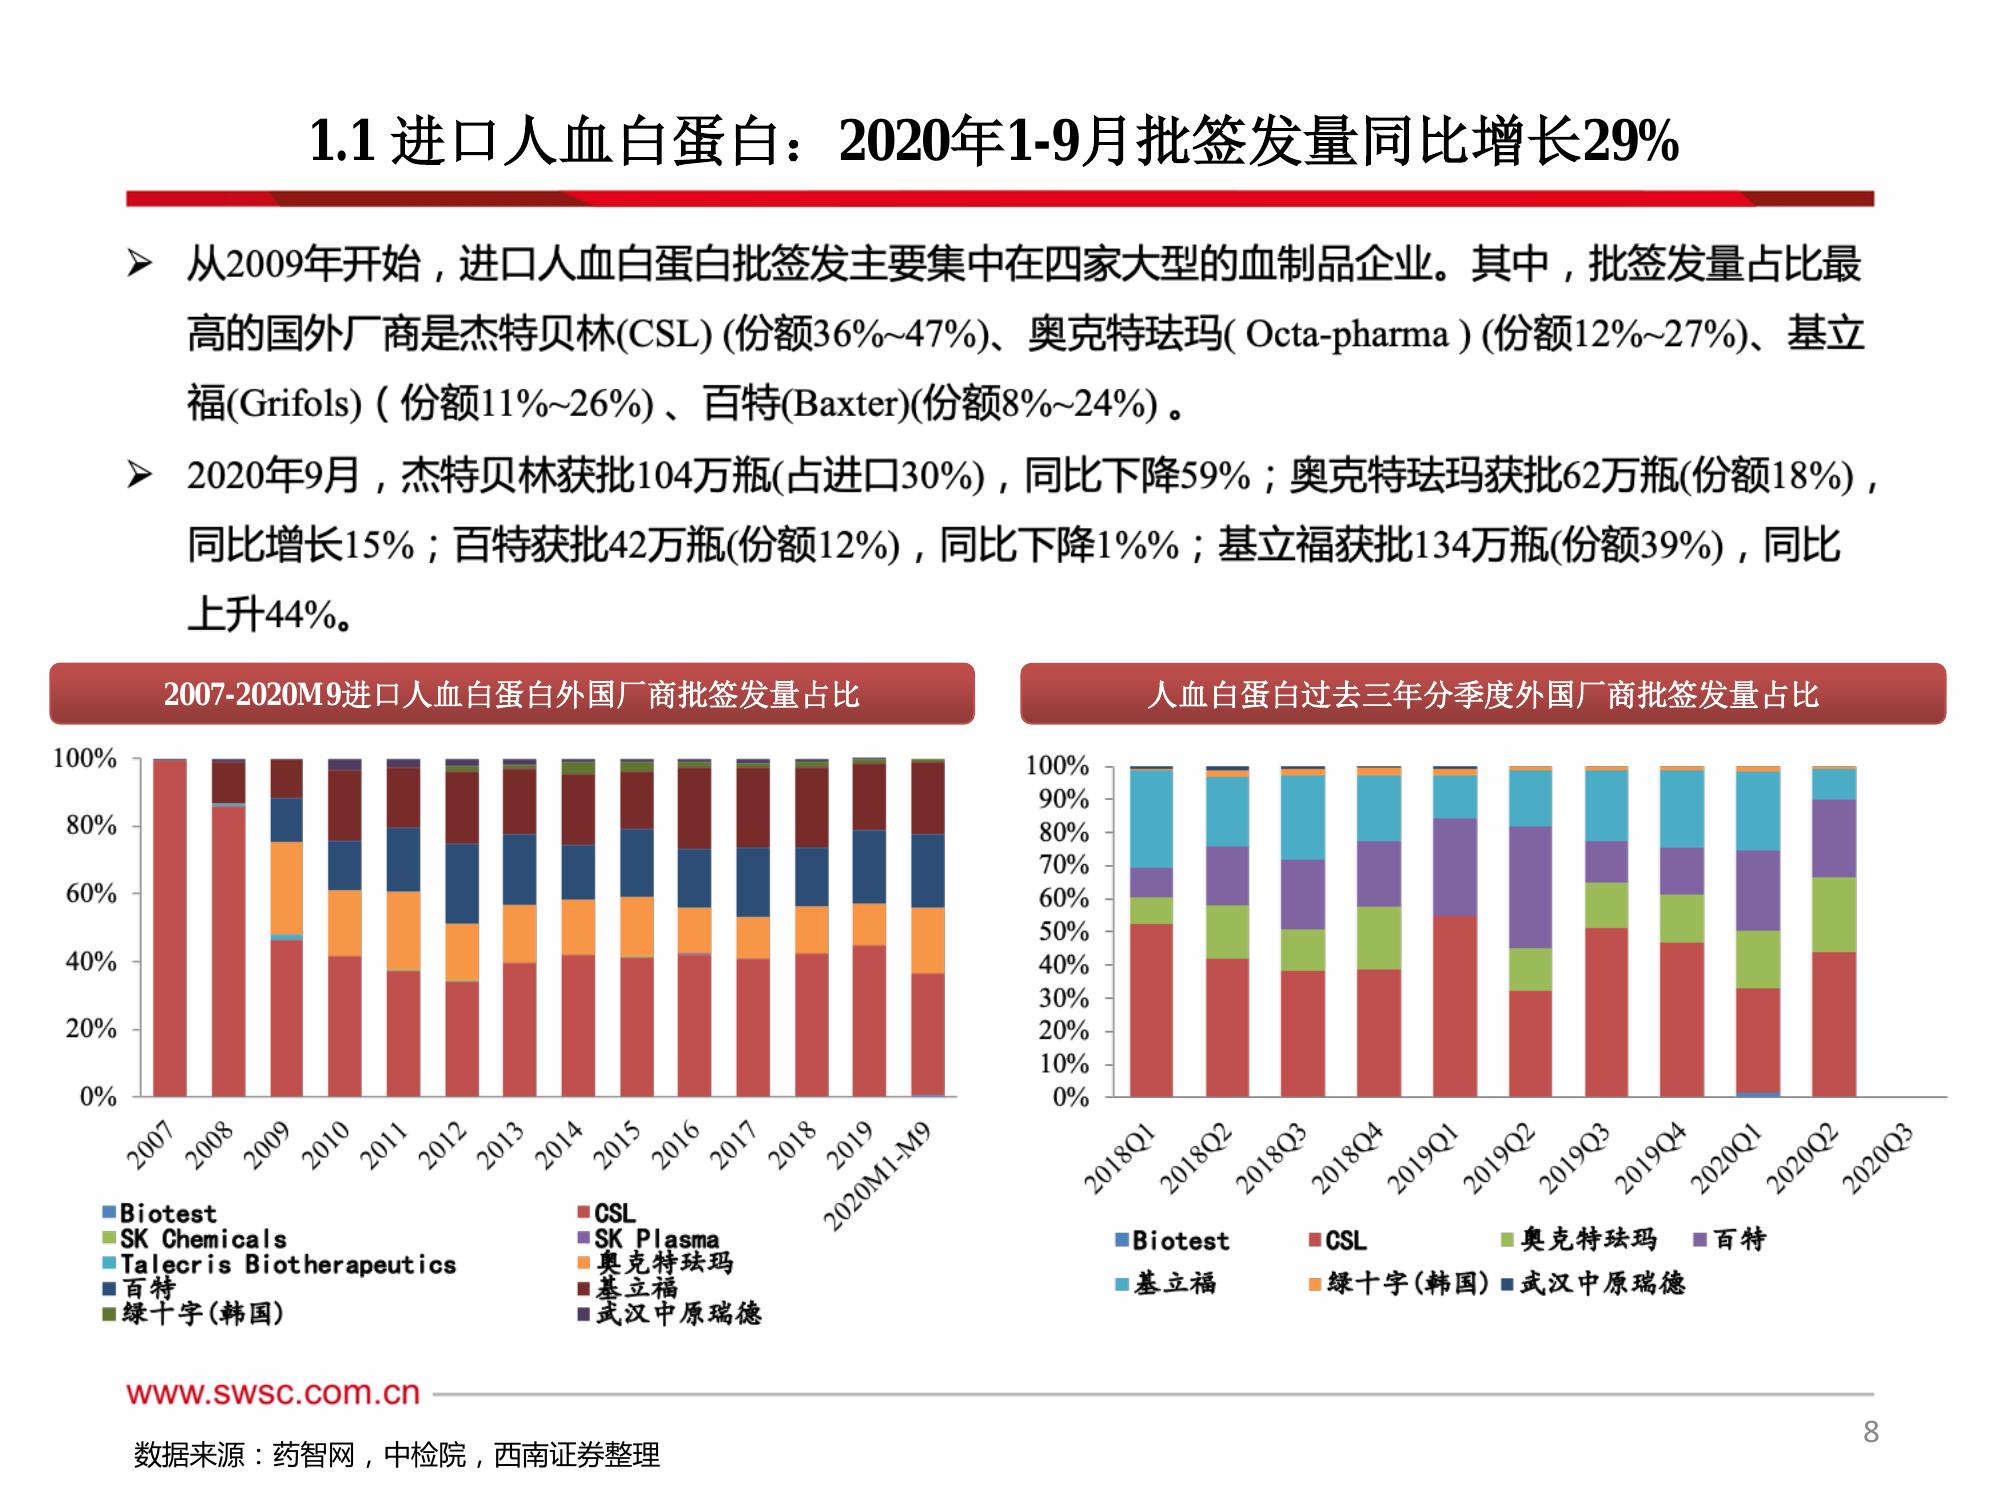 1.1 进口人血白蛋白：2020年1-9月批签发量同比增长29%
➢ 从2009年开始，进口人血白蛋白批签发主要集中在四家大型的血制品企业。其中，批签发量占比最
高的国外厂商是杰特贝林(CSL) (份额36%~47%)、奥克特珐玛( Octa-pharma ) (份额12%~27%)、基立
福(Grifols)（份额11%~26%) 、百特(Baxter)(份额8%~24%) 。
➢ 2020年9月，杰特贝林获批104万瓶(占进口30%)，同比下降59%；奥克特珐玛获批62万瓶(份额18%)，
同比增长15%；百特获批42万瓶(份额12%)，同比下降1%%；基立福获批134万瓶(份额39%)，同比
上升44%。
2007-2020M9进口人血白蛋白外国厂商批签发量占比
100%
80%
60%
40%
20%
0%
2007
2008
2009
2010
2011
2012
2013
2014
2015
2016
2017
2018
2019
2020M1-M9
Biotest
CSL
SK Chemicals
SK Plasma
Talecris Biotherapeutics
奥克特珐玛
百特
基立福
绿十字(韩国)
武汉中原瑞德
人血白蛋白过去三年分季度外国厂商批签发量占比
100%
90%
80%
70%
60%
50%
40%
30%
20%
10%
0%
2018Q1
2018Q2
2018Q3
2018Q4
2019Q1
2019Q2
2019Q3
2019Q4
2020Q1
2020Q2
2020Q3
Biotest
CSL
奥克特珐玛
百特
基立福
绿十字(韩国)
武汉中原瑞德
www.swsc.com.cn
8
数据来源：药智网，中检院，西南证券整理